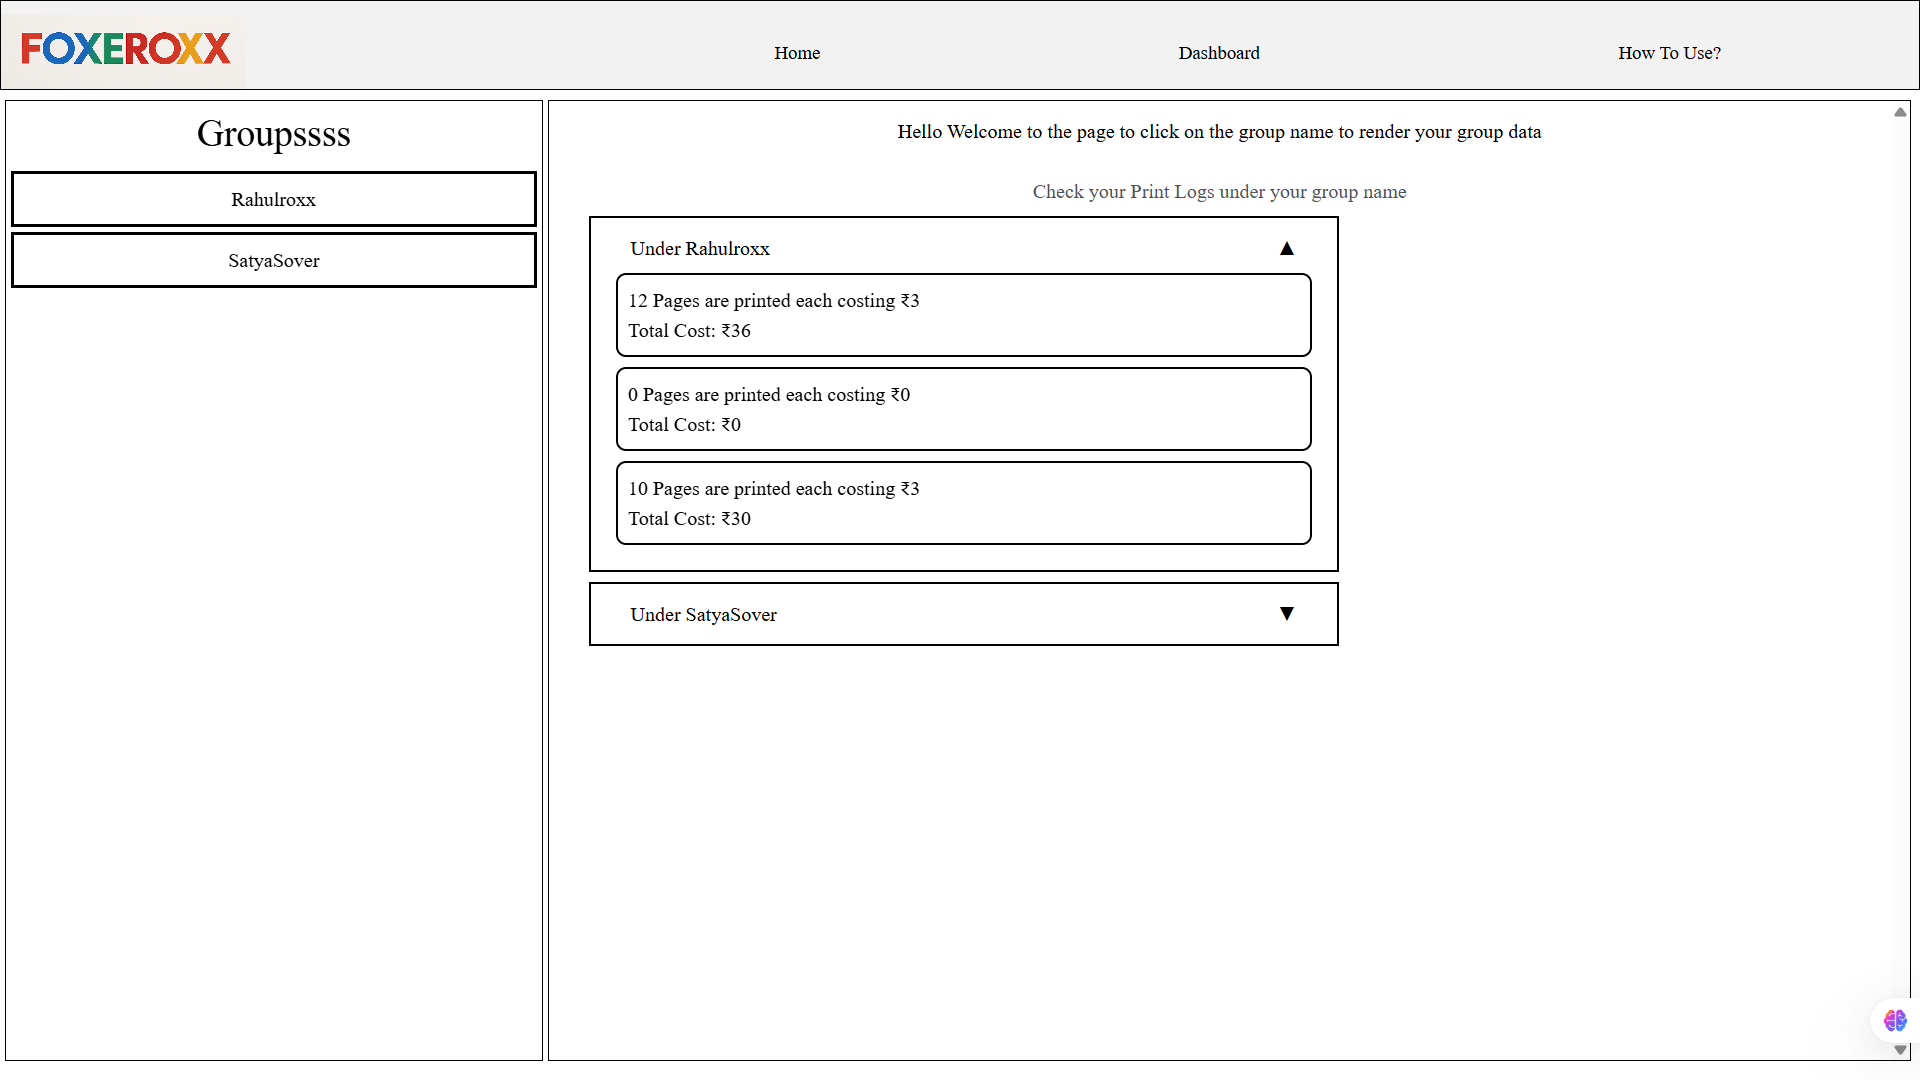 FOXEROXX
Home
Dashboard
How To Use?
Groupssss
Rahulroxx
SatyaSover
Hello Welcome to the page to click on the group name to render your group data
Check your Print Logs under your group name
Under Rahulroxx ▲
12 Pages are printed each costing ₹3
Total Cost: ₹36
0 Pages are printed each costing ₹0
Total Cost: ₹0
10 Pages are printed each costing ₹3
Total Cost: ₹30
Under SatyaSover ▼